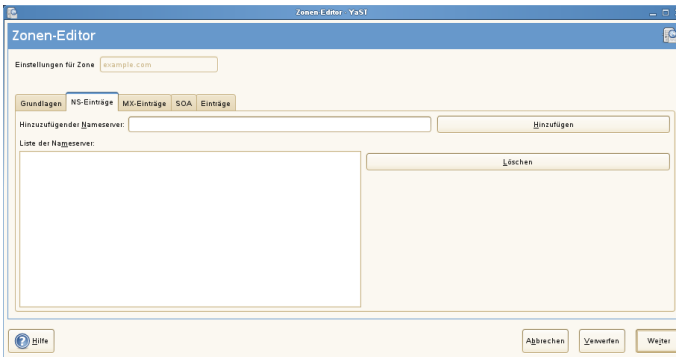 Zonen-Editor - YaST
Zonen-Editor
Einstellungen für Zone example.com
Grundlagen NS-Einträge MX-Einträge SOA Einträge
Hinzuzufügender Nameserver: Hinzufügen
Liste der Nameserver:
Löschen
Hilfe Abbrechen Verwerfen Weiter